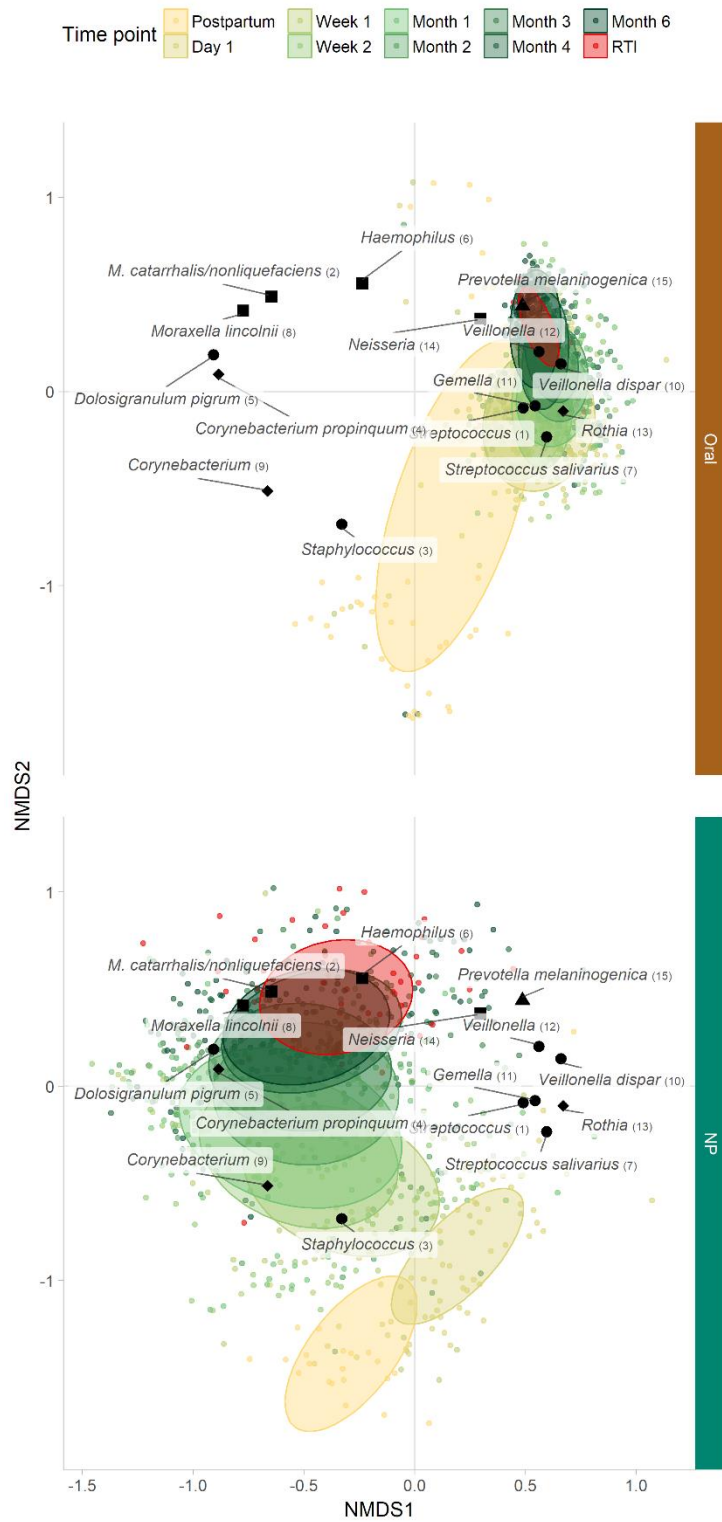 Time point
Postpartum Week 1 Month 1 Month 3 Month 6
Day 1 Week 2 Month 2 Month 4 RTI
Oral
1
0
-1
Haemophilus (6)
M. catarrhalis/nonliquefaciens (2)
Prevotella melaninogenica (15)
Moraxella lincolnii (8)
Neisseria (14)
Veillonella (12)
Gemella (11)
Veillonella dispar (10)
Dolosigranulum pigrum (5)
Corynebacterium propinquum (4)
Streptococcus (1)
Rothia (13)
Corynebacterium (9)
Streptococcus salivarius (7)
Staphylococcus (3)
NMDS2
NP
1
0
-1
Haemophilus (6)
M. catarrhalis/nonliquefaciens (2)
Prevotella melaninogenica (15)
Moraxella lincolnii (8)
Neisseria (14)
Veillonella (12)
Gemella (11)
Veillonella dispar (10)
Dolosigranulum pigrum (5)
Corynebacterium propinquum (4)
Streptococcus (1)
Rothia (13)
Corynebacterium (9)
Streptococcus salivarius (7)
Staphylococcus (3)
-1.5 -1.0 -0.5 0.0 0.5 1.0
NMDS1